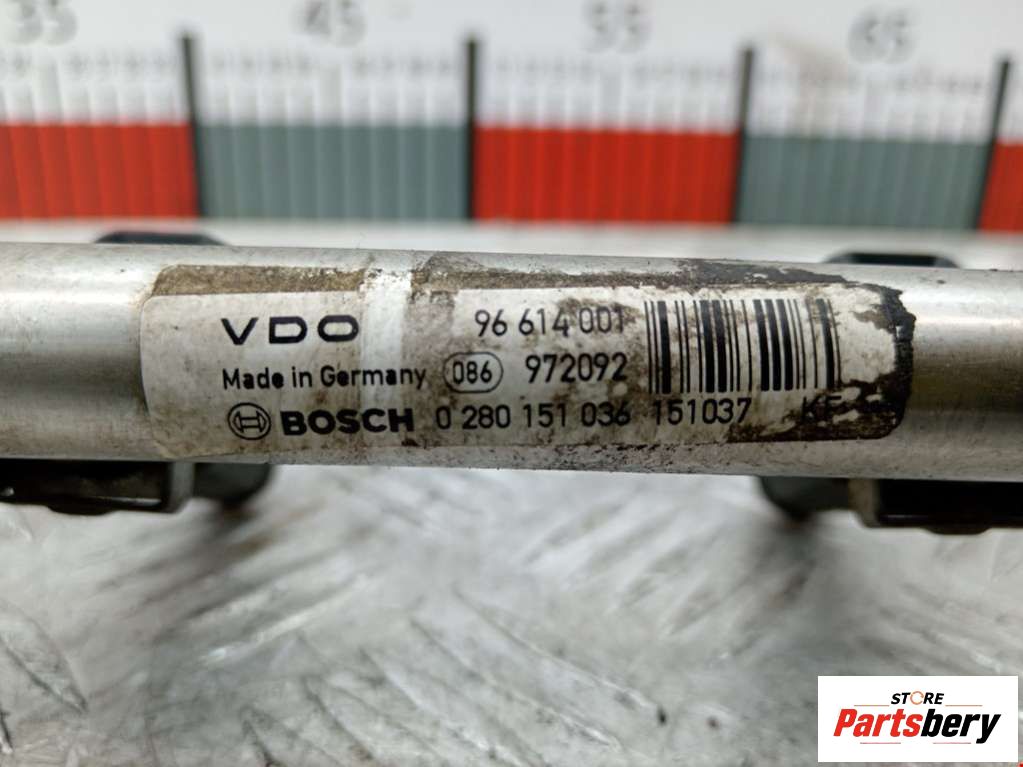 35 45 55 65
VDO 96 614 001
Made in Germany 086 972092
BOSCH 0 280 151 036 151037
STORE
Partsbery